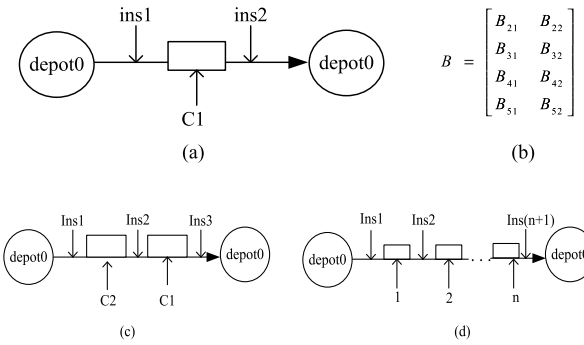 ins1 ins2
depot0 depot0
C1
(a)
B = [ B21 B22
B31 B32
B41 B42
B51 B52 ]
(b)
Ins1 Ins2 Ins3
depot0 depot0
C2 C1
(c)
Ins1 Ins2 Ins(n+1)
depot0 ... depot0
1 2 n
(d)